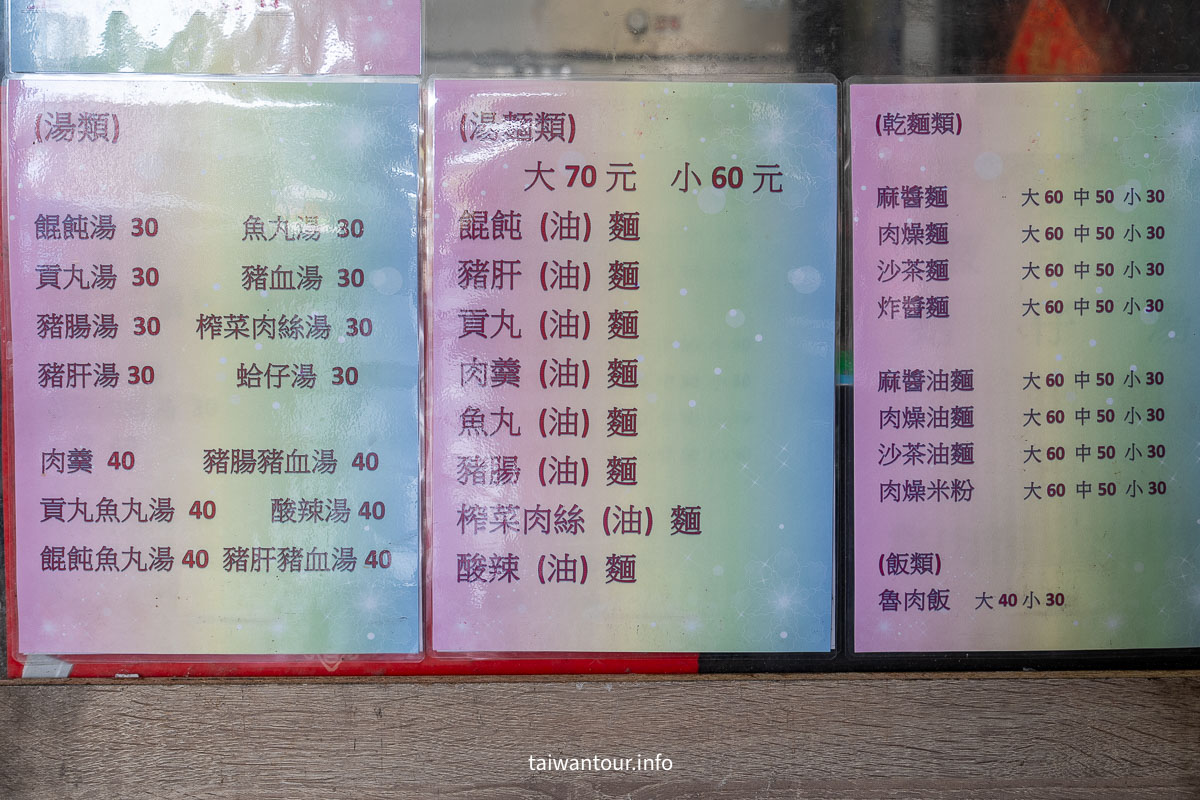 (湯類)
餛飩湯 30 魚丸湯 30
貢丸湯 30 豬血湯 30
豬腸湯 30 榨菜肉絲湯 30
豬肝湯 30 蛤仔湯 30
肉羹 40 豬腸豬血湯 40
貢丸魚丸湯 40 酸辣湯 40
餛飩魚丸湯 40 豬肝豬血湯 40
(湯麵類)
大 70 元 小 60 元
餛飩 (油) 麵
豬肝 (油) 麵
貢丸 (油) 麵
肉羹 (油) 麵
魚丸 (油) 麵
豬腸 (油) 麵
榨菜肉絲 (油) 麵
酸辣 (油) 麵
(乾麵類)
麻醬麵 大 60 中 50 小 30
肉燥麵 大 60 中 50 小 30
沙茶麵 大 60 中 50 小 30
炸醬麵 大 60 中 50 小 30
麻醬油麵 大 60 中 50 小 30
肉燥油麵 大 60 中 50 小 30
沙茶油麵 大 60 中 50 小 30
肉燥米粉 大 60 中 50 小 30
(飯類)
魯肉飯 大 40 小 30
taiwantour.info